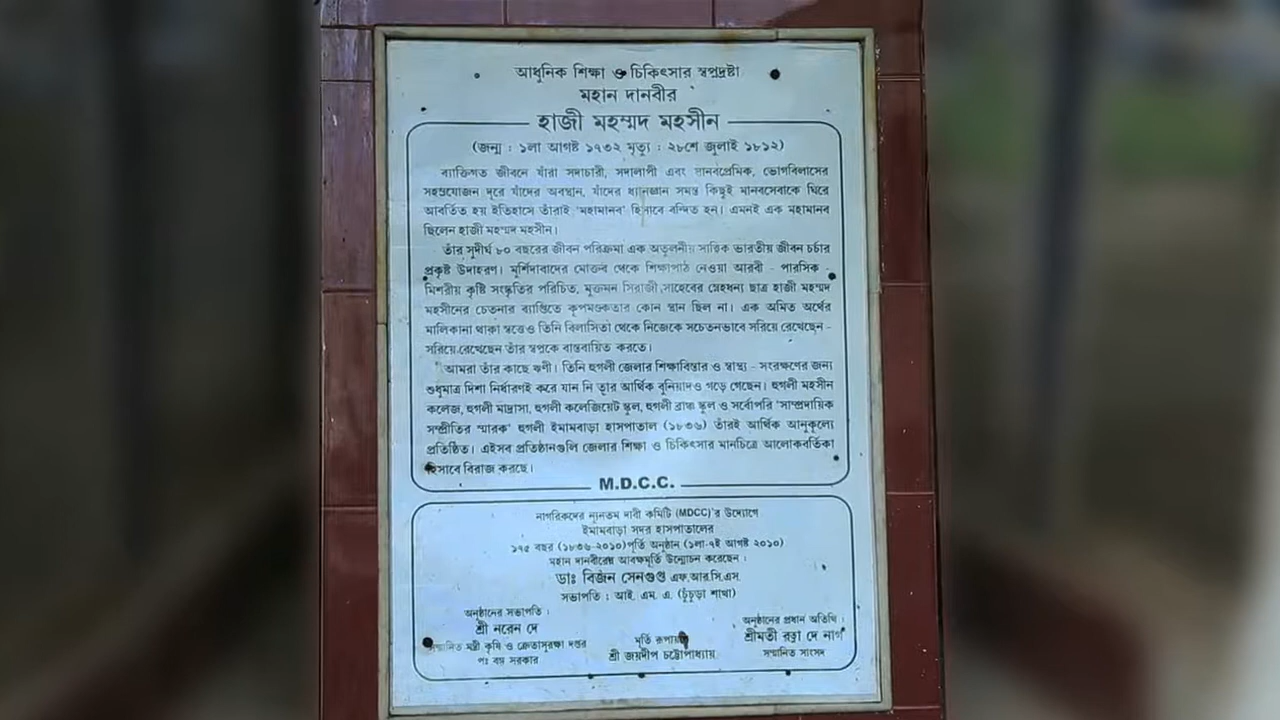 আধুনিক শিক্ষা ও চিকিৎসার স্বপ্নদ্রষ্টা
মহান দানবীর
হাজী মহম্মদ মহসীন
(জন্ম : ১লা আগষ্ট ১৭৩২ মৃত্যু : ২৮শে জুলাই ১৮১২)
ব্যাক্তিগত জীবনে যাঁরা সদাচারী, সদালাপী এবং মানবপ্রেমিক, ভোগবিলাসের
সহস্রযোজন দূরে যাঁদের অবস্থান, যাঁদের ধ্যানজ্ঞান সমস্ত কিছুই মানবসেবাকে ঘিরে
আবর্তিত হয় ইতিহাসে তাঁরাই 'মহামানব' হিসাবে বন্দিত হন। এমনই এক মহামানব
ছিলেন হাজী মহম্মদ মহসীন।
তাঁর সুদীর্ঘ ৮০ বছরের জীবন পরিক্রমা এক অতুলনীয় সাত্বিক ভারতীয় জীবন চর্চার
প্রকৃষ্ট উদাহরণ। মুর্শিদাবাদের মোক্তব থেকে শিক্ষাপাঠ নেওয়া আরবী - পারসিক -
মিশরীয় কৃষ্টি সংস্কৃতির পরিচিত, মুক্তমন সিরাজী সাহেবের স্নেহধন্য ছাত্র হাজী মহম্মদ
মহসীনের চেতনার ব্যাপ্তিতে কূপমণ্ডুকতার কোন স্থান ছিল না। এক অমিত অর্থের
মালিকানা থাকা স্বত্তেও তিনি বিলাসিতা থেকে নিজেকে সচেতনভাবে সরিয়ে রেখেছেন -
সরিয়ে রেখেছেন তাঁর স্বপ্নকে বাস্তবায়িত করতে।
আমরা তাঁর কাছে ঋণী। তিনি হুগলী জেলার শিক্ষাবিস্তার ও স্বাস্থ্য - সংরক্ষণের জন্য
শুধুমাত্র দিশা নির্ধারণই করে যান নি তার আর্থিক বুনিয়াদও গড়ে গেছেন। হুগলী মহসীন
কলেজ, হুগলী মাদ্রাসা, হুগলী কলেজিয়েট স্কুল, হুগলী ব্রাঞ্চ স্কুল ও সর্বোপরি 'সাম্প্রদায়িক
সম্প্রীতির স্মারক' হুগলী ইমামবাড়া হাসপাতাল (১৮৩৬) তাঁরই আর্থিক আনুকূল্যে
প্রতিষ্ঠিত। এইসব প্রতিষ্ঠানগুলি জেলার শিক্ষা ও চিকিৎসার মানচিত্রে আলোকবর্তিকা
হিসাবে বিরাজ করছে।
M.D.C.C.
নাগরিকদের ন্যূনতম দাবী কমিটি (MDCC)'র উদ্যোগে
ইমামবাড়া সদর হাসপাতালের
১৭৫ বছর (১৮৩৬-২০১০) পূর্তি অনুষ্ঠান (১লা-৭ই আগষ্ট ২০১০)
মহান দানবীরের আবক্ষমূর্তি উন্মোচন করেছেন :
ডাঃ বিজন সেনগুপ্ত এফ.আর.সি.এস.
সভাপতি : আই. এম. এ. (চুঁচুড়া শাখা)
অনুষ্ঠানের সভাপতি :
শ্রী নরেন দে
সম্মানিত মন্ত্রী কৃষি ও ক্রেতাসুরক্ষা দপ্তর
পঃ বঙ্গ সরকার
মূর্তি রূপায়ণ
শ্রী জয়দীপ চট্টোপাধ্যায়
অনুষ্ঠানের প্রধান অতিথি :
শ্রীমতী রত্না দে নাগ
সম্মানিত সাংসদ